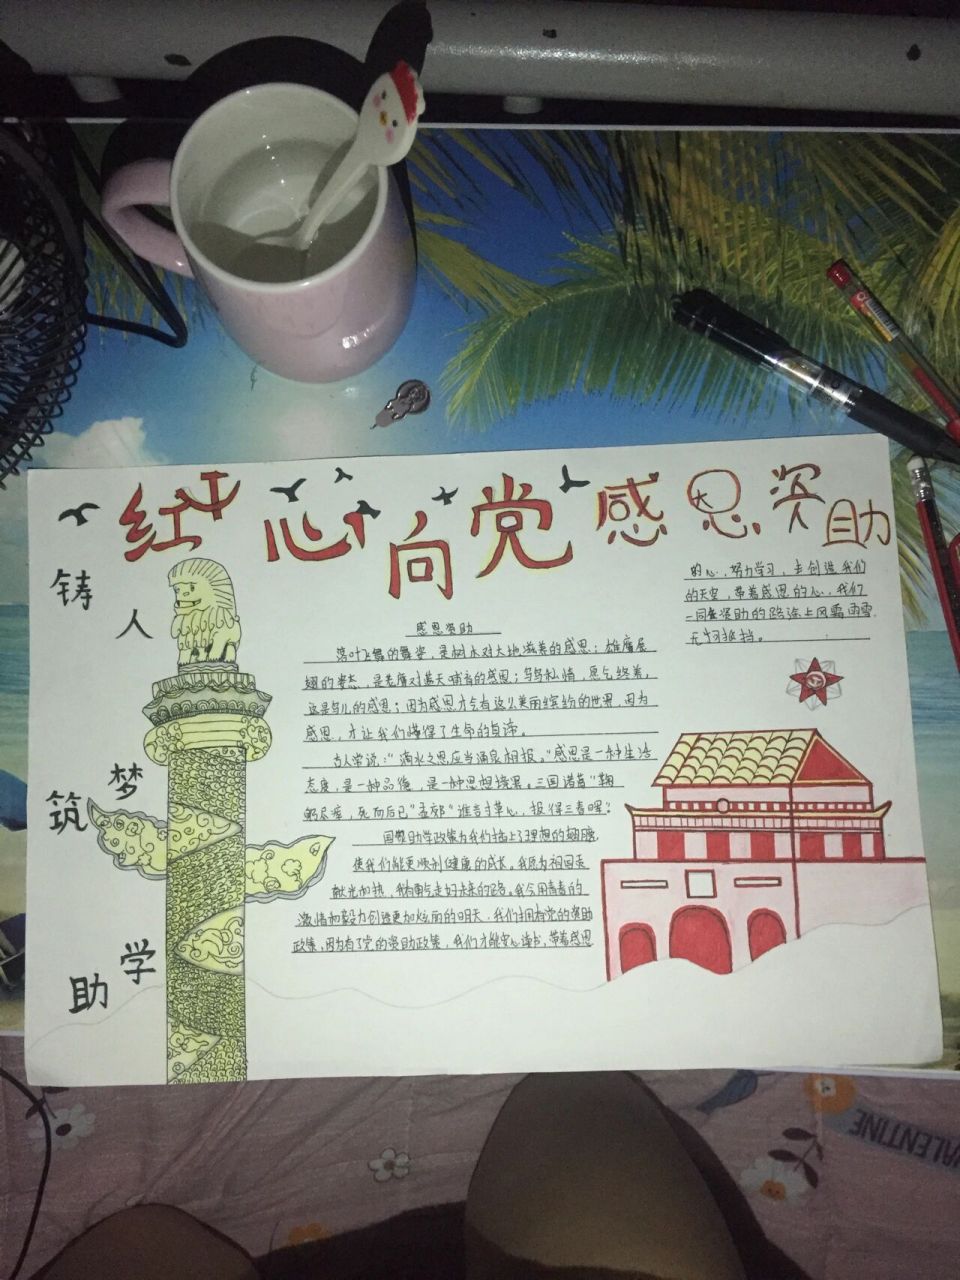 红心向党 感恩资助
铸人
筑梦
助学
感恩资助
落叶飞舞的舞姿，是树木对大地滋养的感恩；雄鹰展
翅的姿态，是老鹰对蓝天哺育的感恩；乌鸟私情，愿乞终养，
这是鸟儿的感恩；因为感恩才会有这么美丽缤纷的世界，因为
感恩，才让我们懂得了生命的真谛。
古人常说：“滴水之恩应当涌泉相报。”感恩是一种生活
态度，是一种品德，是一种思想境界。三国诸葛“鞠
躬尽瘁，死而后已”孟郊“谁言寸草心，报得三春晖？
国家助学政策为我们插上了理想的翅膀，
使我们能更顺利健康的成长。我愿为祖国去
献光和热，我有勇气走好未来的路。我会用青春的
激情和毅力创造更加炫丽的明天，我们拥有党的资助
政策，因为有了党的资助政策，我们才能安心读书，带着感恩
的心，努力学习，去创造我们
的天空，带着感恩的心，我们
一同奔资助的路途上风霜雨雪
无可抵挡。
VALENTINE